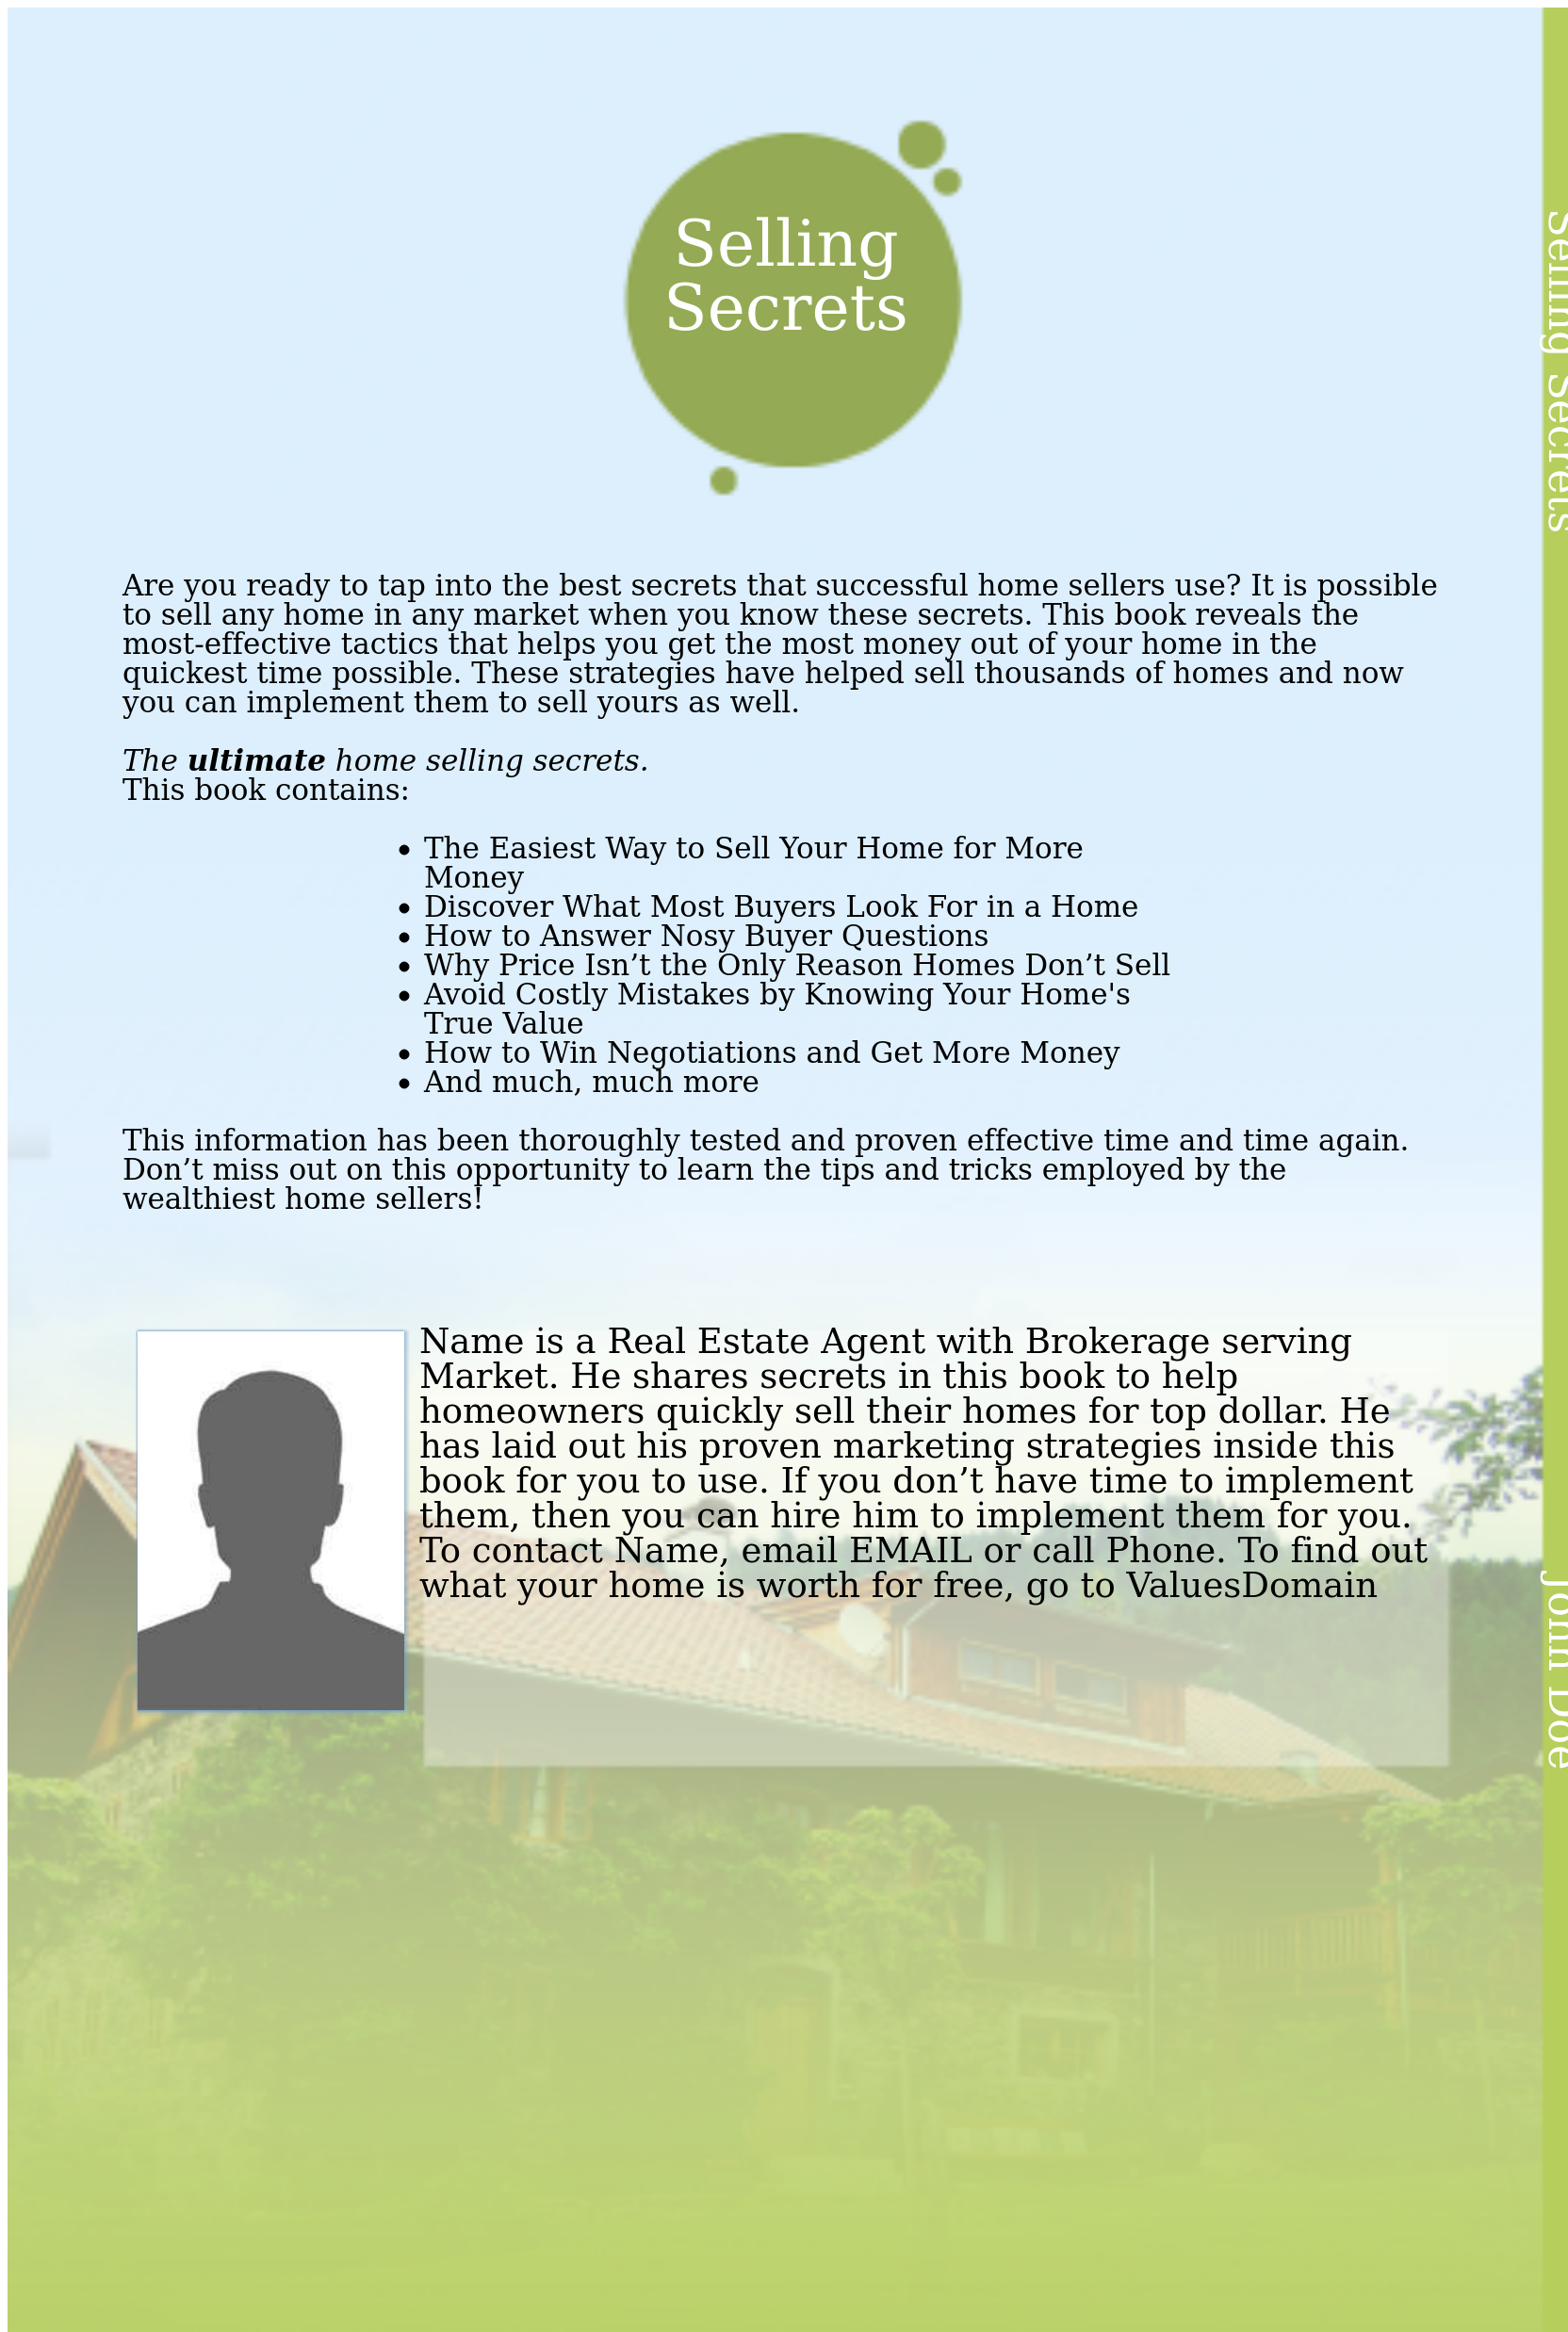 Selling
Secrets
Are you ready to tap into the best secrets that successful home sellers use? It is possible
to sell any home in any market when you know these secrets. This book reveals the
most-effective tactics that helps you get the most money out of your home in the
quickest time possible. These strategies have helped sell thousands of homes and now
you can implement them to sell yours as well.
The ultimate home selling secrets.
This book contains:
• The Easiest Way to Sell Your Home for More
Money
• Discover What Most Buyers Look For in a Home
• How to Answer Nosy Buyer Questions
• Why Price Isn’t the Only Reason Homes Don’t Sell
• Avoid Costly Mistakes by Knowing Your Home's
True Value
• How to Win Negotiations and Get More Money
• And much, much more
This information has been thoroughly tested and proven effective time and time again.
Don’t miss out on this opportunity to learn the tips and tricks employed by the
wealthiest home sellers!
Name is a Real Estate Agent with Brokerage serving
Market. He shares secrets in this book to help
homeowners quickly sell their homes for top dollar. He
has laid out his proven marketing strategies inside this
book for you to use. If you don’t have time to implement
them, then you can hire him to implement them for you.
To contact Name, email EMAIL or call Phone. To find out
what your home is worth for free, go to ValuesDomain
Selling Secrets
John Doe